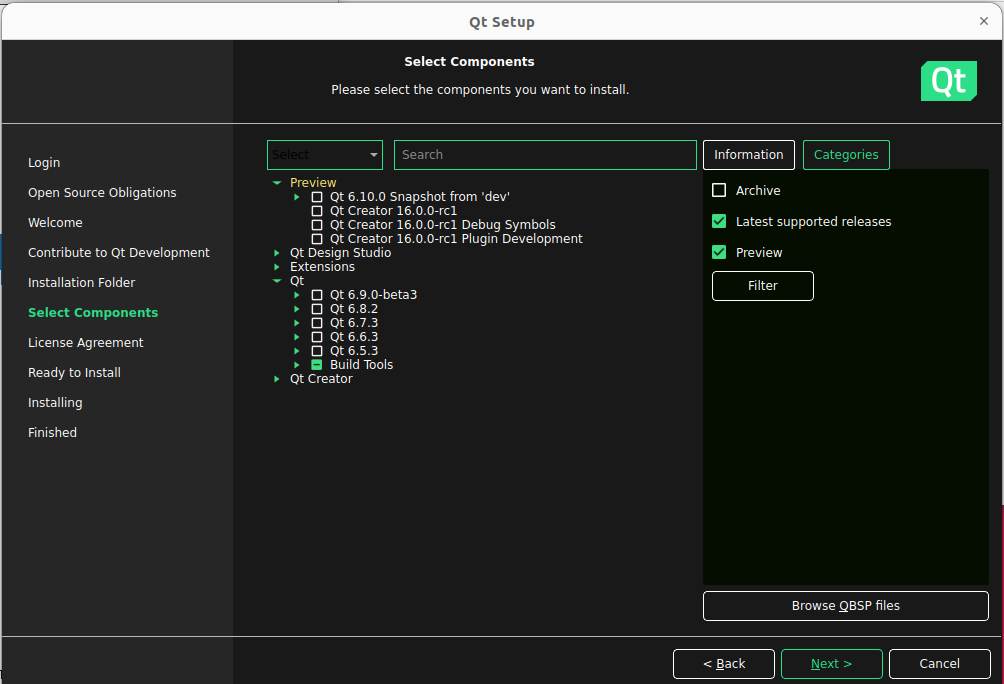 Qt Setup
Select Components
Please select the components you want to install.
Qt
Login
Open Source Obligations
Welcome
Contribute to Qt Development
Installation Folder
Select Components
License Agreement
Ready to Install
Installing
Finished
Select
Search
Preview
Qt 6.10.0 Snapshot from 'dev'
Qt Creator 16.0.0-rc1
Qt Creator 16.0.0-rc1 Debug Symbols
Qt Creator 16.0.0-rc1 Plugin Development
Qt Design Studio
Extensions
Qt
Qt 6.9.0-beta3
Qt 6.8.2
Qt 6.7.3
Qt 6.6.3
Qt 6.5.3
Build Tools
Qt Creator
Information
Categories
Archive
Latest supported releases
Preview
Filter
Browse QBSP files
< Back
Next >
Cancel